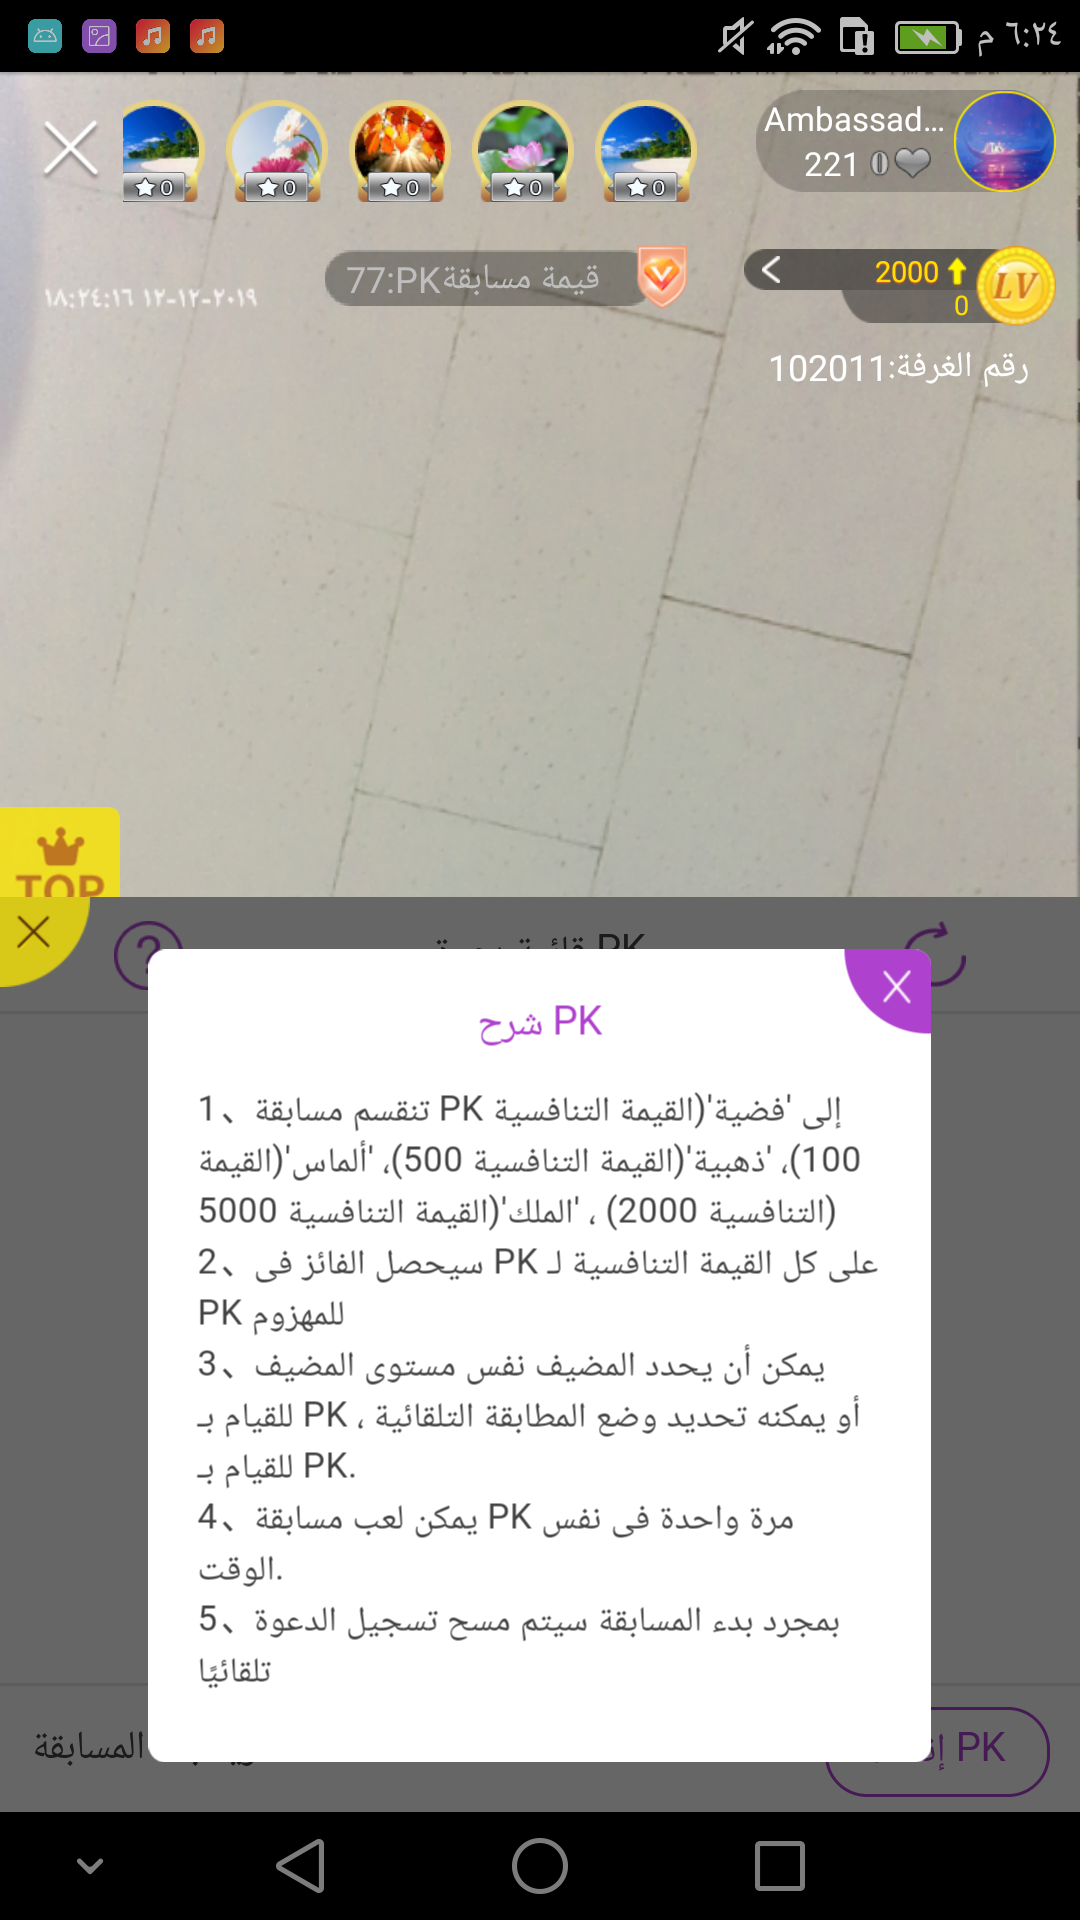 ٦:٢٤ م
Ambassad...
221 0
0
0
0
0
0
قيمة مسابقةPK:77
2000
0
LV
١٨:٢٤:١٦ ١٢-١٢-٢٠١٩
رقم الغرفة:102011
TOP
?
PK
شرح PK
1、تنقسم مسابقة PK إلى 'فضية'(القيمة التنافسية
100)، 'ذهبية'(القيمة التنافسية 500)، 'ألماس'(القيمة
التنافسية 2000) ، 'الملك'(القيمة التنافسية 5000)
2、سيحصل الفائز فى PK على كل القيمة التنافسية لـ
PK للمهزوم
3、يمكن أن يحدد المضيف نفس مستوى المضيف
للقيام بـ PK ، أو يمكنه تحديد وضع المطابقة التلقائية
للقيام بـ PK.
4、يمكن لعب مسابقة PK مرة واحدة فى نفس
الوقت.
5、بمجرد بدء المسابقة سيتم مسح تسجيل الدعوة
تلقائيًا
المسابقة
PK